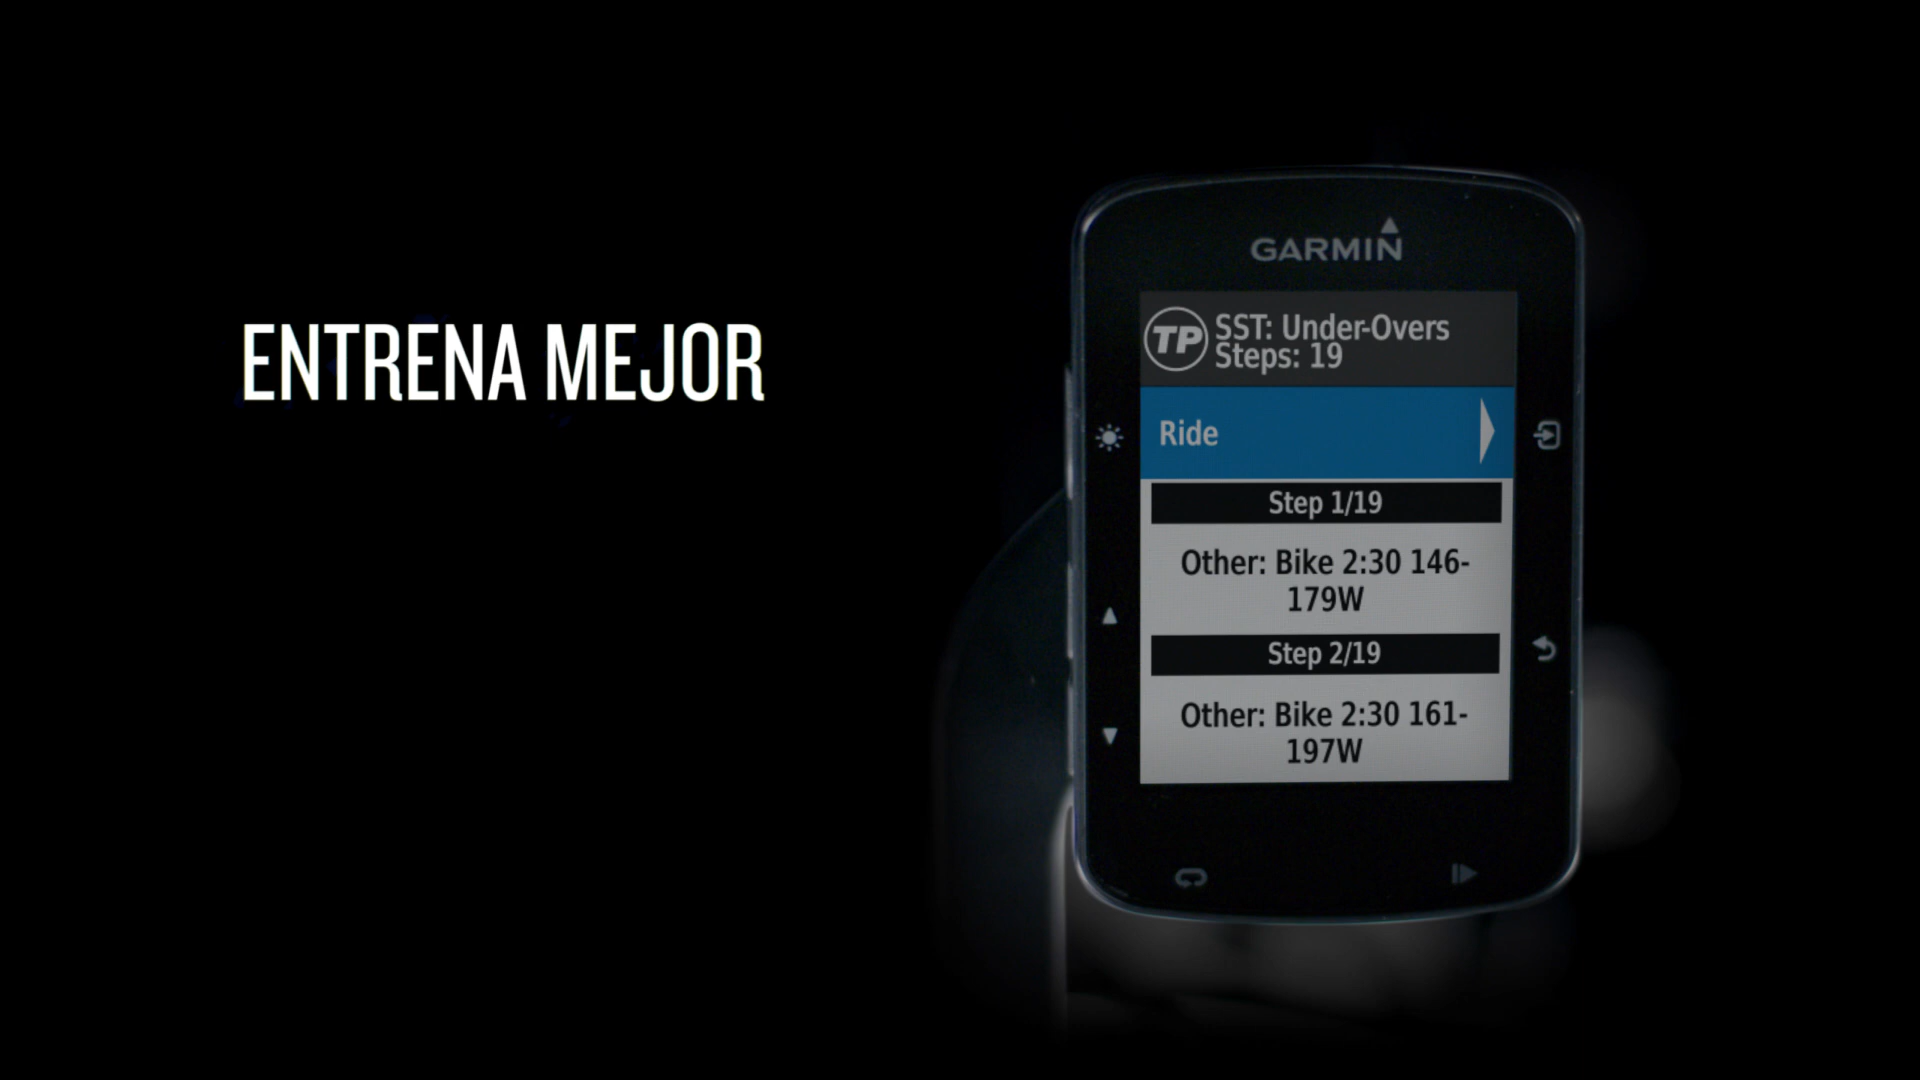 ENTRENA MEJOR
GARMIN
TP
SST: Under-Overs
Steps: 19
Ride
Step 1/19
Other: Bike 2:30 146-
179W
Step 2/19
Other: Bike 2:30 161-
197W